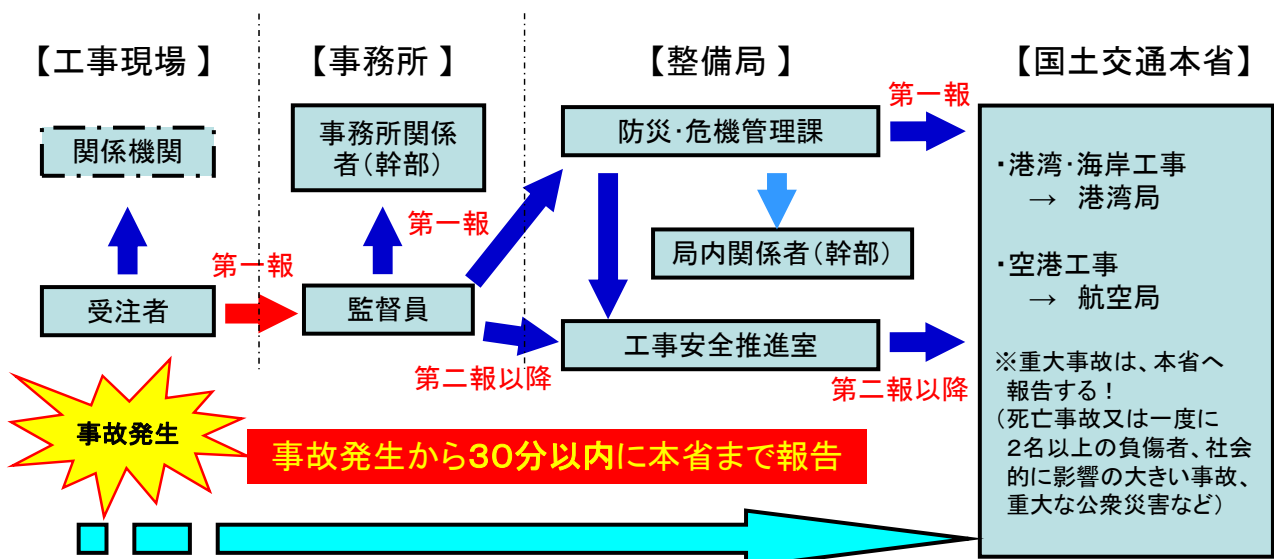 【工事現場】
【事務所】
【整備局】
【国土交通本省】
関係機関
事務所関係
者(幹部)
防災・危機管理課
第一報
局内関係者(幹部)
第一報
第一報
受注者
監督員
工事安全推進室
第二報以降
第二報以降
・港湾・海岸工事
→ 港湾局
・空港工事
→ 航空局
※重大事故は、本省へ
報告する!
(死亡事故又は一度に
2名以上の負傷者、社会
的に影響の大きい事故、
重大な公衆災害など)
事故発生
事故発生から30分以内に本省まで報告